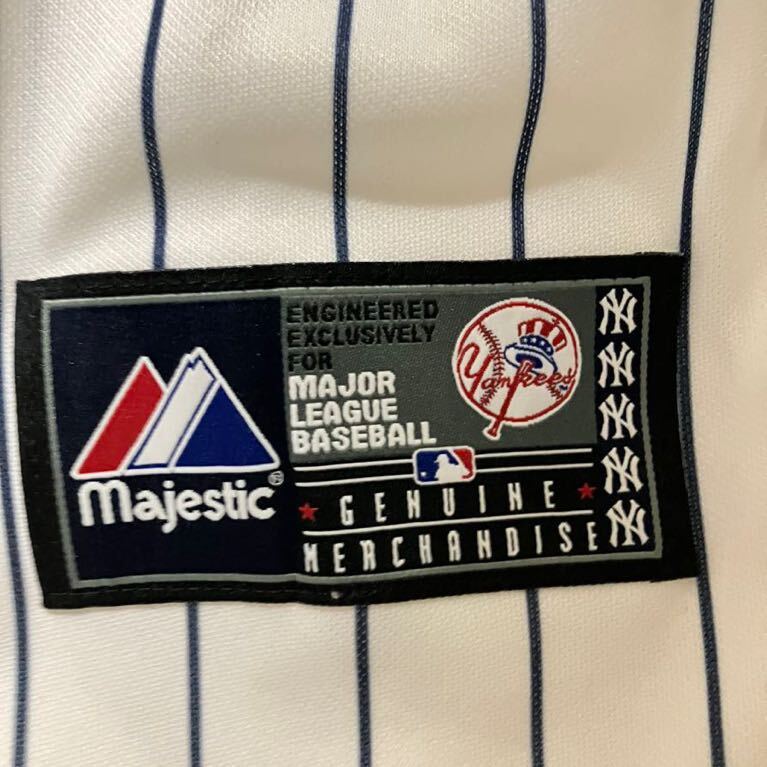 Majestic®
ENGINEERED
EXCLUSIVELY
FOR
MAJOR
LEAGUE
BASEBALL
Yankees
GENUINE
MERCHANDISE
NY
NY
NY
NY
NY